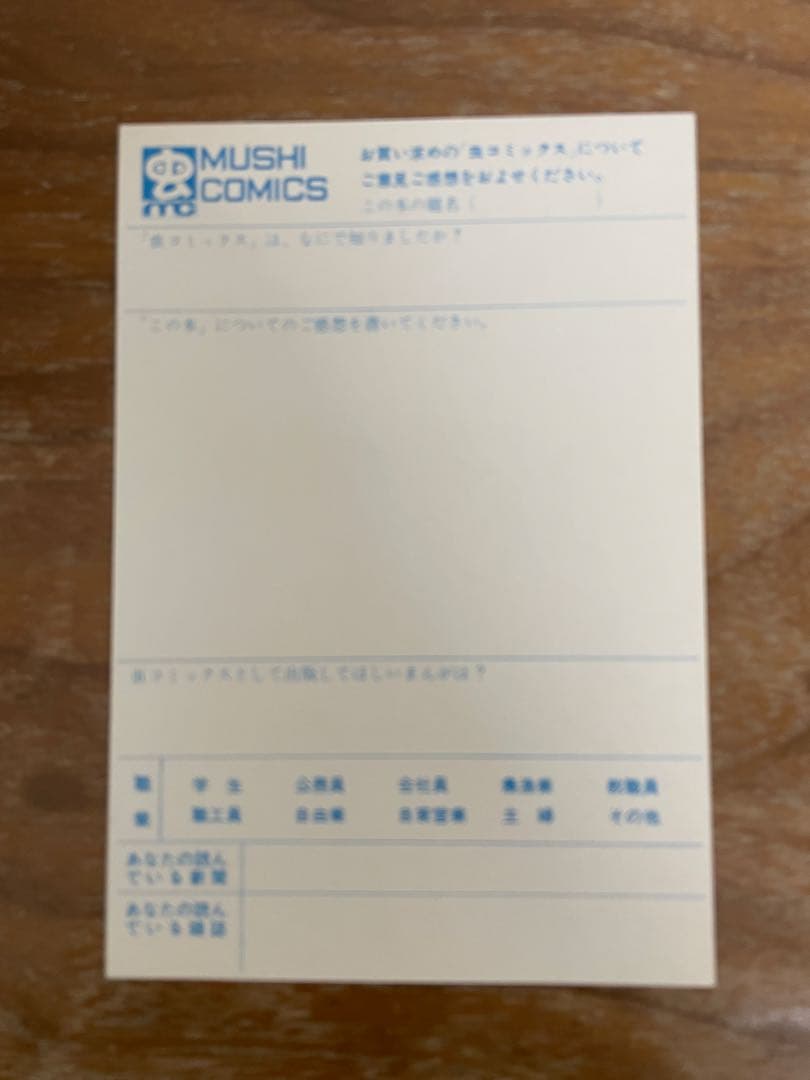 MUSHI
COMICS
mc
お買い求めの「虫コミックス」について
ご意見ご感想をおよせください。
この本の題名(　　　　)
「虫コミックス」は、なにで知りましたか？
「この本」についてのご感想を書いてください。
虫コミックスとして出版してほしいまんがは？
職業
学生 公務員 会社員 農漁業 教職員
職工員 自由業 自家営業 主婦 その他
あなたの読ん
でいる新聞
あなたの読ん
でいる雑誌